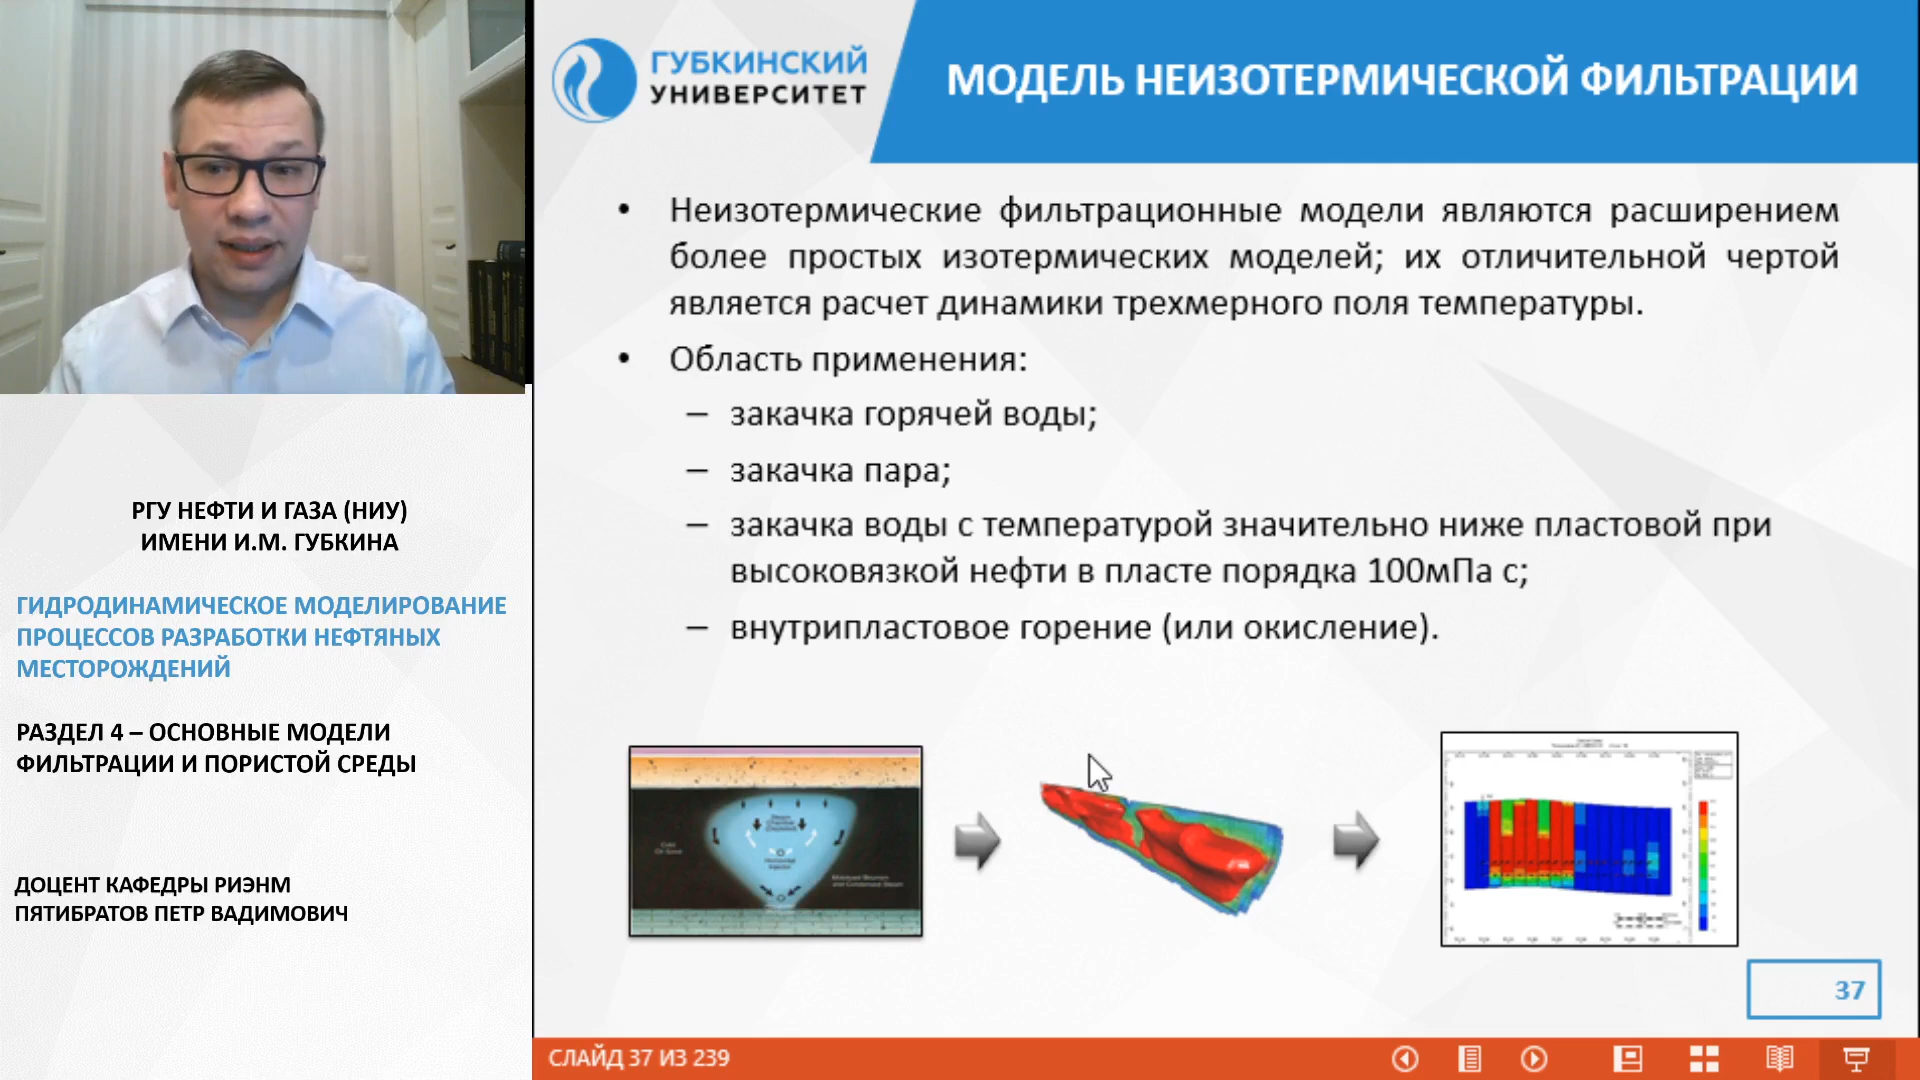 ГУБКИНСКИЙ
УНИВЕРСИТЕТ
МОДЕЛЬ НЕИЗОТЕРМИЧЕСКОЙ ФИЛЬТРАЦИИ
• Неизотермические фильтрационные модели являются расширением
более простых изотермических моделей; их отличительной чертой
является расчет динамики трехмерного поля температуры.
• Область применения:
– закачка горячей воды;
– закачка пара;
– закачка воды с температурой значительно ниже пластовой при
высоковязкой нефти в пласте порядка 100мПа с;
– внутрипластовое горение (или окисление).
РГУ НЕФТИ И ГАЗА (НИУ)
ИМЕНИ И.М. ГУБКИНА
ГИДРОДИНАМИЧЕСКОЕ МОДЕЛИРОВАНИЕ
ПРОЦЕССОВ РАЗРАБОТКИ НЕФТЯНЫХ
МЕСТОРОЖДЕНИЙ
РАЗДЕЛ 4 – ОСНОВНЫЕ МОДЕЛИ
ФИЛЬТРАЦИИ И ПОРИСТОЙ СРЕДЫ
ДОЦЕНТ КАФЕДРЫ РИЭНМ
ПЯТИБРАТОВ ПЕТР ВАДИМОВИЧ
37
СЛАЙД 37 ИЗ 239